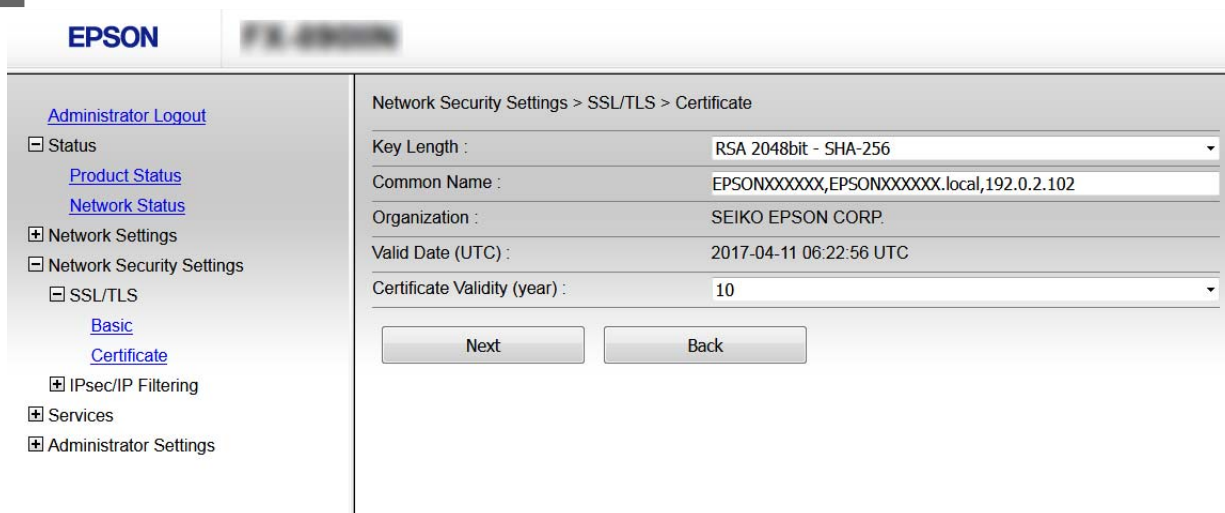 EPSON
Administrator Logout
Status
Product Status
Network Status
Network Settings
Network Security Settings
SSL/TLS
Basic
Certificate
IPsec/IP Filtering
Services
Administrator Settings
Network Security Settings > SSL/TLS > Certificate
Key Length : RSA 2048bit - SHA-256
Common Name : EPSONXXXXXX,EPSONXXXXXX.local,192.0.2.102
Organization : SEIKO EPSON CORP.
Valid Date (UTC) : 2017-04-11 06:22:56 UTC
Certificate Validity (year) : 10
Next Back